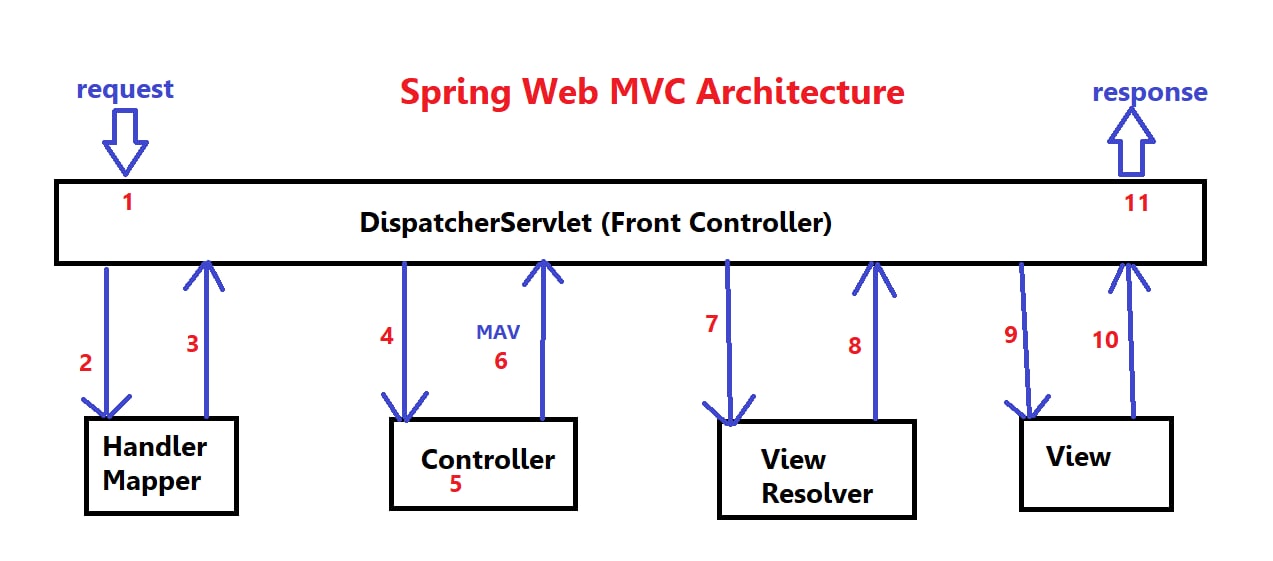 Spring Web MVC Architecture
request
response
1
11
DispatcherServlet (Front Controller)
2
3
4
MAV
6
7
8
9
10
Handler
Mapper
Controller
5
View
Resolver
View